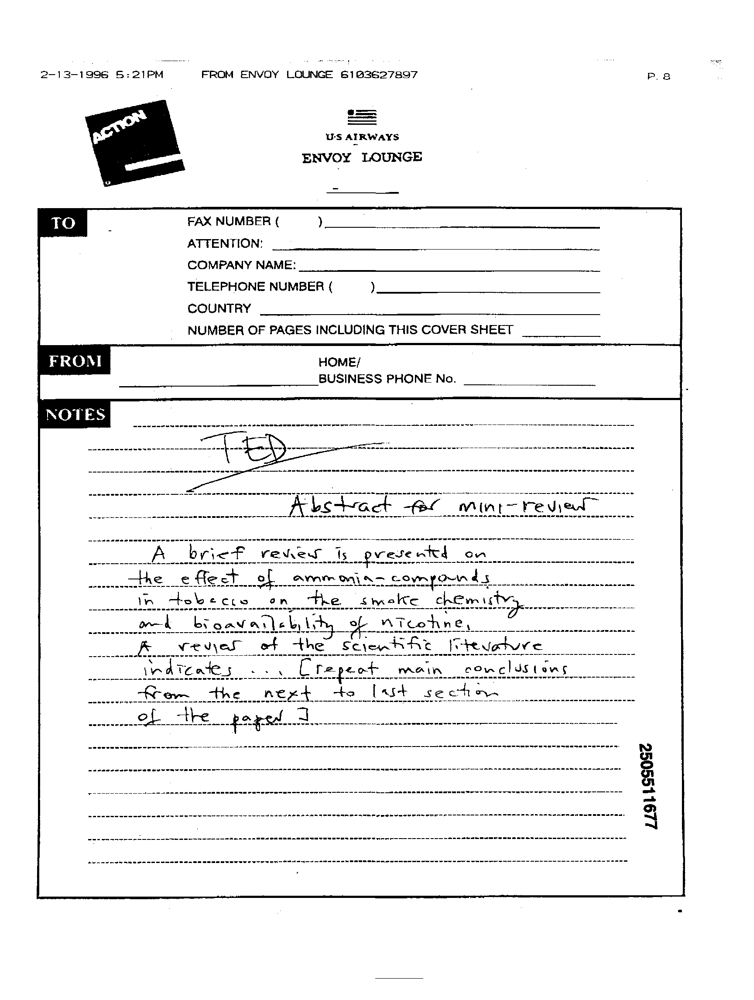 2-13-1996 5:21PM FROM ENVOY LOUNGE 6103627897 P. 8
ACTION
U·S AIRWAYS
ENVOY LOUNGE
TO
FAX NUMBER ( )
ATTENTION:
COMPANY NAME:
TELEPHONE NUMBER ( )
COUNTRY
NUMBER OF PAGES INCLUDING THIS COVER SHEET
FROM
HOME/
BUSINESS PHONE No.
NOTES
TED
Abstract for mini-review
A brief review is presented on
the effect of ammonia-compounds
in tobacco on the smoke chemistry
and bioavailability of nicotine,
A review of the scientific literature
indicates ... [repeat main conclusions
from the next to last section
of the paper]
2505511677